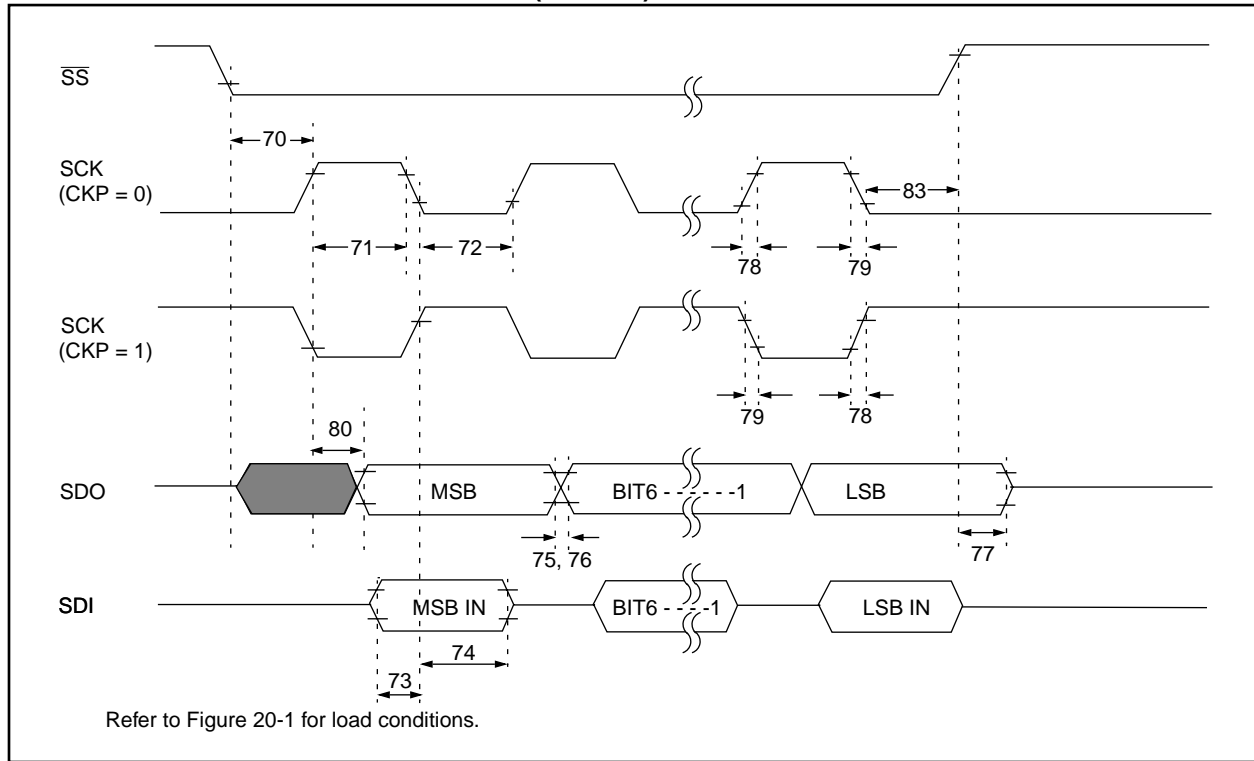 SS
70
SCK
(CKP = 0)
83
71
72
78
79
SCK
(CKP = 1)
79
78
80
SDO
MSB
BIT6 - - - - - -1
LSB
75, 76
77
SDI
MSB IN
BIT6 - - - -1
LSB IN
74
73
Refer to Figure 20-1 for load conditions.